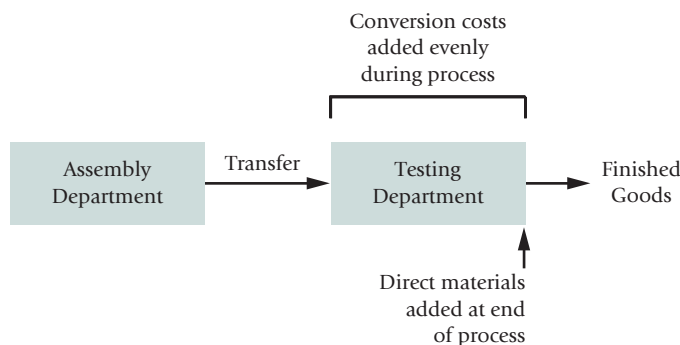 Conversion costs
added evenly
during process
Assembly
Department
Transfer
Testing
Department
Finished
Goods
Direct materials
added at end
of process